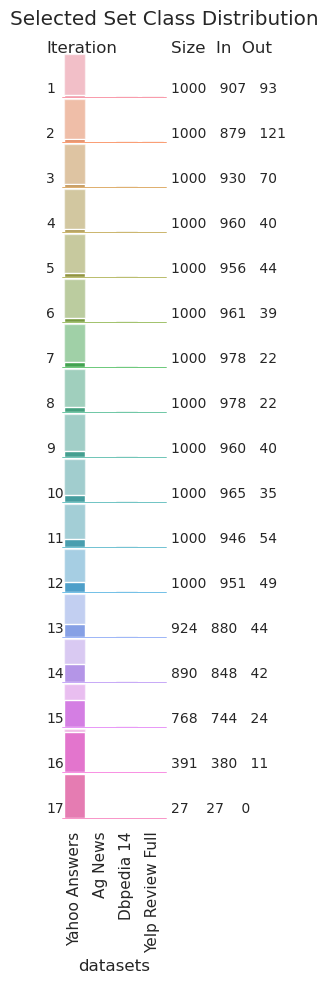 Selected Set Class Distribution
Iteration Size In Out
1 1000 907 93
2 1000 879 121
3 1000 930 70
4 1000 960 40
5 1000 956 44
6 1000 961 39
7 1000 978 22
8 1000 978 22
9 1000 960 40
10 1000 965 35
11 1000 946 54
12 1000 951 49
13 924 880 44
14 890 848 42
15 768 744 24
16 391 380 11
17 27 27 0
Yahoo Answers
Ag News
Dbpedia 14
Yelp Review Full
datasets